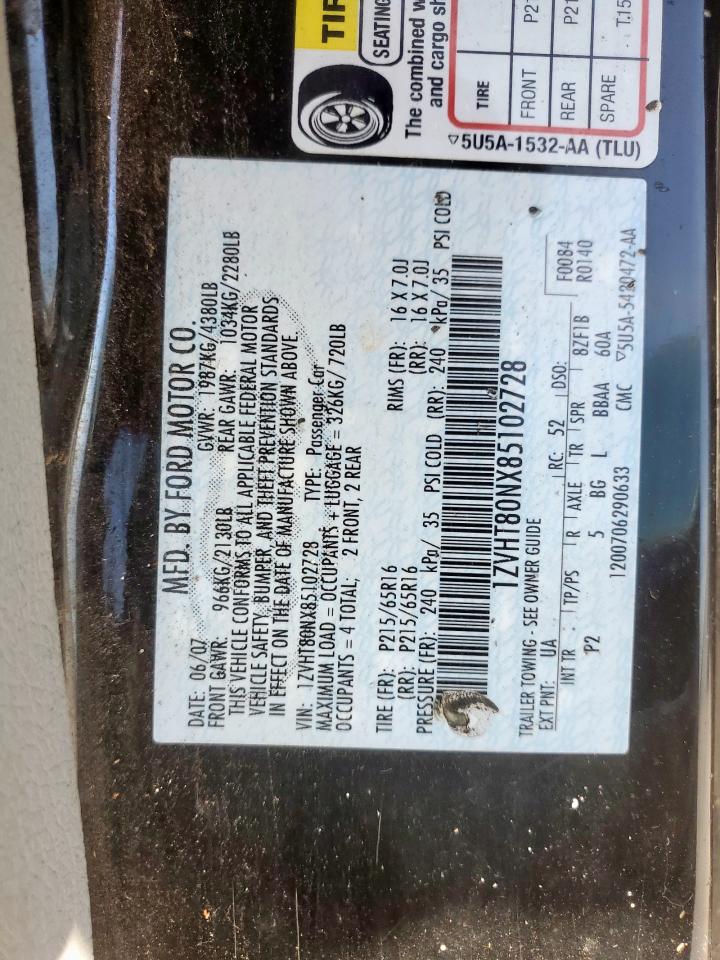 TIR
SEATING
The combined w
and cargo sh
TIRE
FRONT P21
REAR P21
SPARE T15
▽5U5A-1532-AA (TLU)
MFD. BY FORD MOTOR CO.
DATE: 06/07 GVWR: 1987KG/4380LB
FRONT GAWR: 966KG/2130LB REAR GAWR: 1034KG/2280LB
THIS VEHICLE CONFORMS TO ALL APPLICABLE FEDERAL MOTOR
VEHICLE SAFETY, BUMPER, AND THEFT PREVENTION STANDARDS
IN EFFECT ON THE DATE OF MANUFACTURE SHOWN ABOVE.
VIN: 1ZVHT80NX85102728 TYPE: Passenger Car
MAXIMUM LOAD = OCCUPANTS + LUGGAGE = 326KG/720LB
OCCUPANTS = 4 TOTAL; 2 FRONT, 2 REAR
TIRE (FR): P215/65R16 RIMS (FR): 16 X 7.0J
(RR): P215/65R16 (RR): 16 X 7.0J
PRESSURE (FR): 240 kPa/ 35 PSI COLD (RR): 240 kPa/ 35 PSI COLD
1ZVHT80NX85102728
TRAILER TOWING - SEE OWNER GUIDE
EXT PNT: UA RC: 52 DSO: F0084
R0140
INT TR TP/PS R AXLE TR SPR 8ZF1B
P2 5 BG L BBAA 60A
1200706290633 CMC ▽5U5A-5420472-AA